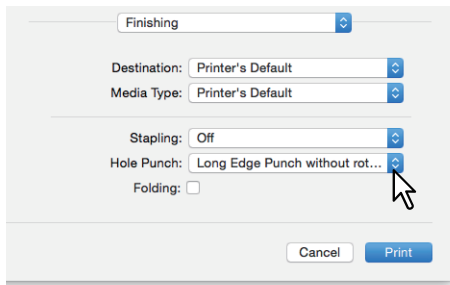 Finishing
Destination: Printer's Default
Media Type: Printer's Default
Stapling: Off
Hole Punch: Long Edge Punch without rot...
Folding:
Cancel Print